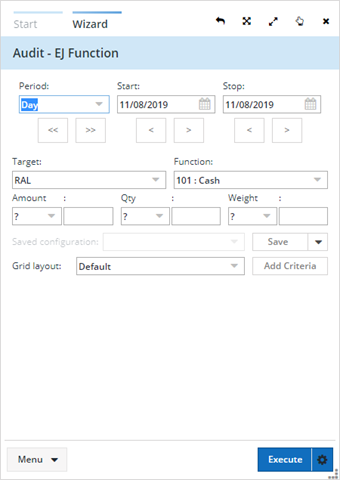 Start Wizard
Audit - EJ Function
Period: Start: Stop:
Day 11/08/2019 11/08/2019
<< >> < > < >
Target: Function:
RAL 101 : Cash
Amount : Qty : Weight :
? ? ?
Saved configuration: Save
Grid layout: Default Add Criteria
Menu Execute